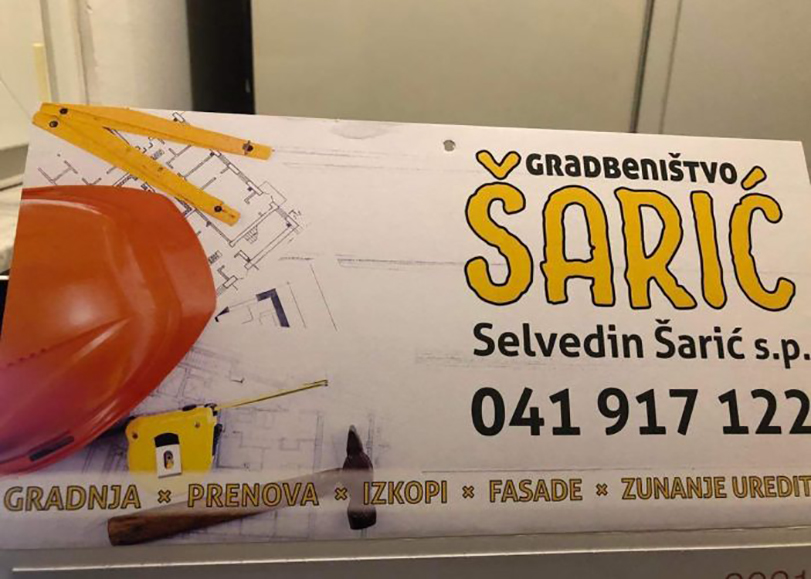 GRADBENIŠTVO
ŠARIĆ
Selvedin Šarić s.p.
041 917 122
GRADNJA × PRENOVA × IZKOPI × FASADE × ZUNANJE UREDIT